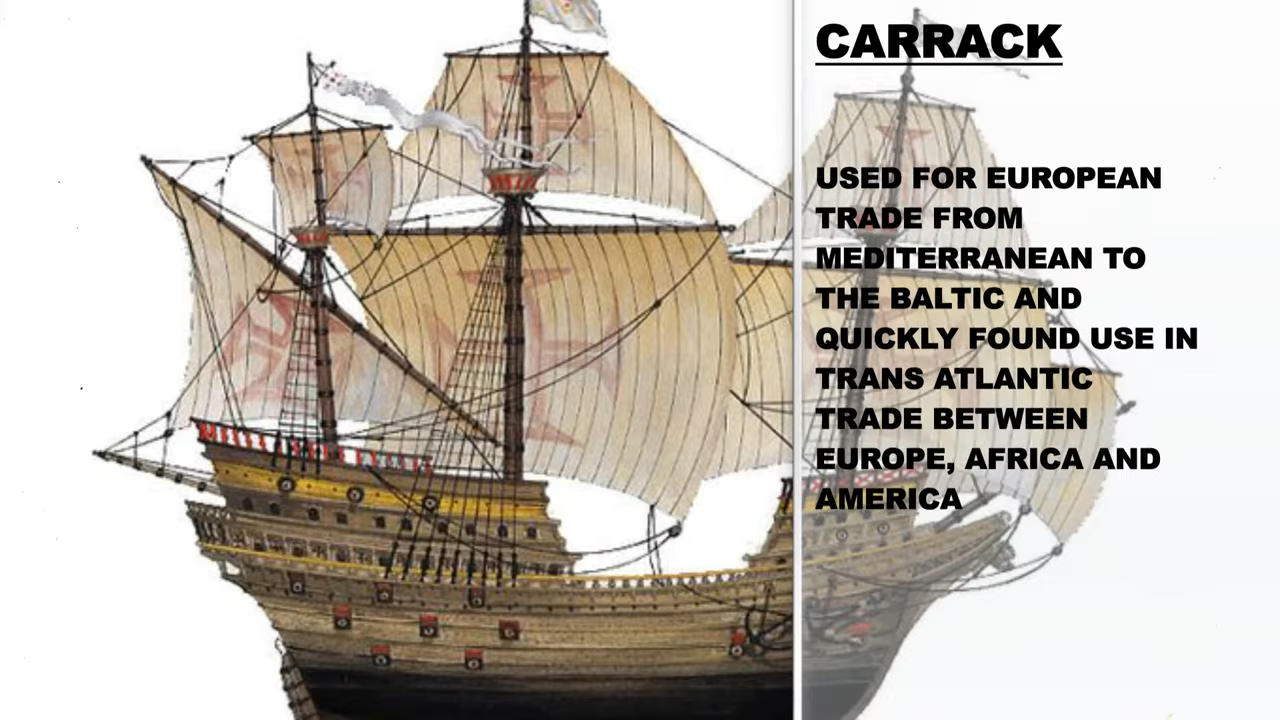 CARRACK
USED FOR EUROPEAN
TRADE FROM
MEDITERRANEAN TO
THE BALTIC AND
QUICKLY FOUND USE IN
TRANS ATLANTIC
TRADE BETWEEN
EUROPE, AFRICA AND
AMERICA